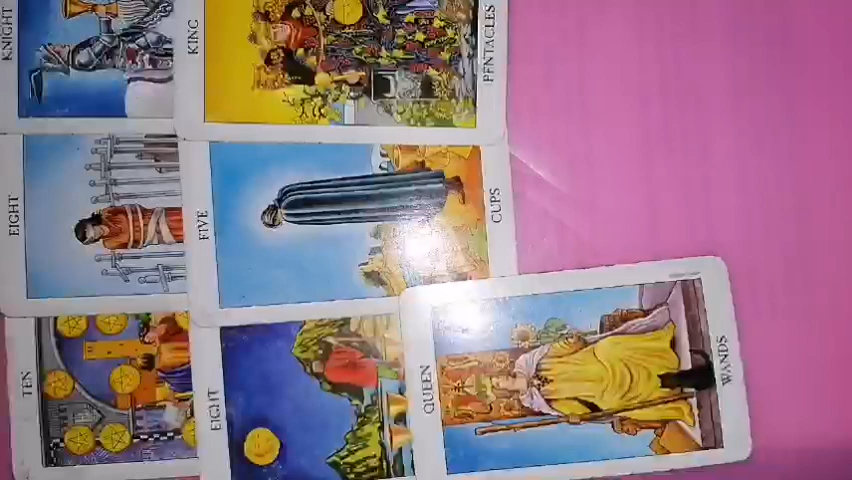 KNIGHT
KING
PENTACLES
EIGHT
FIVE
CUPS
TEN
EIGHT
QUEEN
WANDS